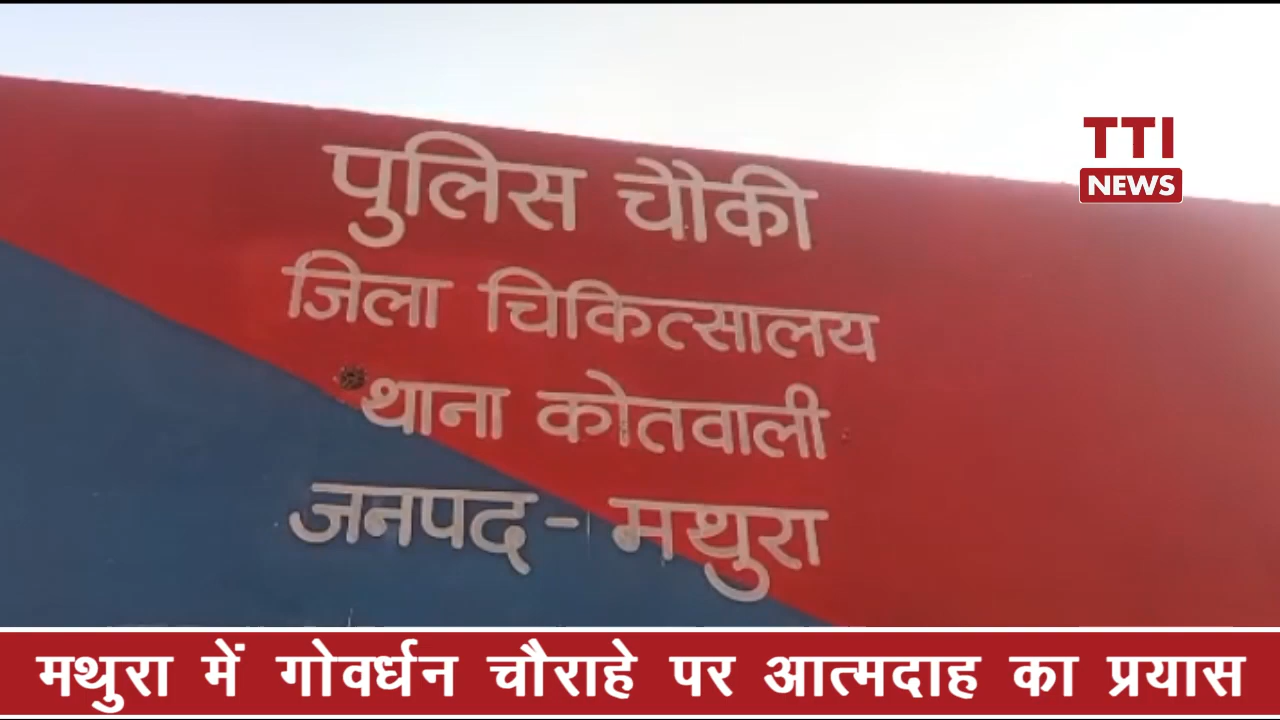 पुलिस चौकी
TTI
NEWS
जिला चिकित्सालय
थाना कोतवाली
जनपद - मथुरा
मथुरा में गोवर्धन चौराहे पर आत्मदाह का प्रयास